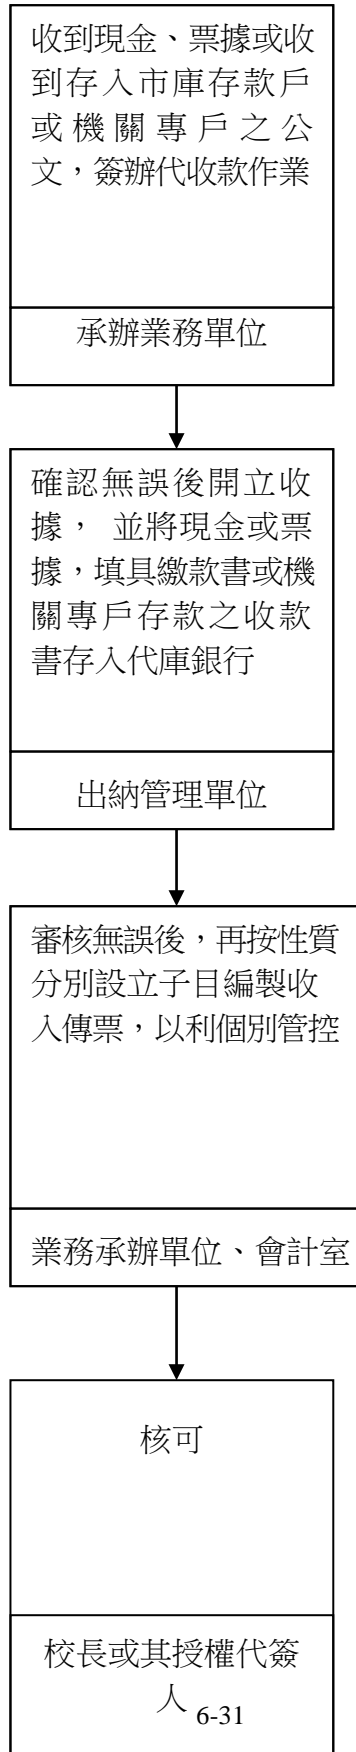 收到現金、票據或收
到存入市庫存款戶
或機關專戶之公
文，簽辦代收款作業
承辦業務單位
確認無誤後開立收
據， 並將現金或票
據，填具繳款書或機
關專戶存款之收款
書存入代庫銀行
出納管理單位
審核無誤後，再按性質
分別設立子目編製收
入傳票，以利個別管控
業務承辦單位、會計室
核可
校長或其授權代簽
人
6-31